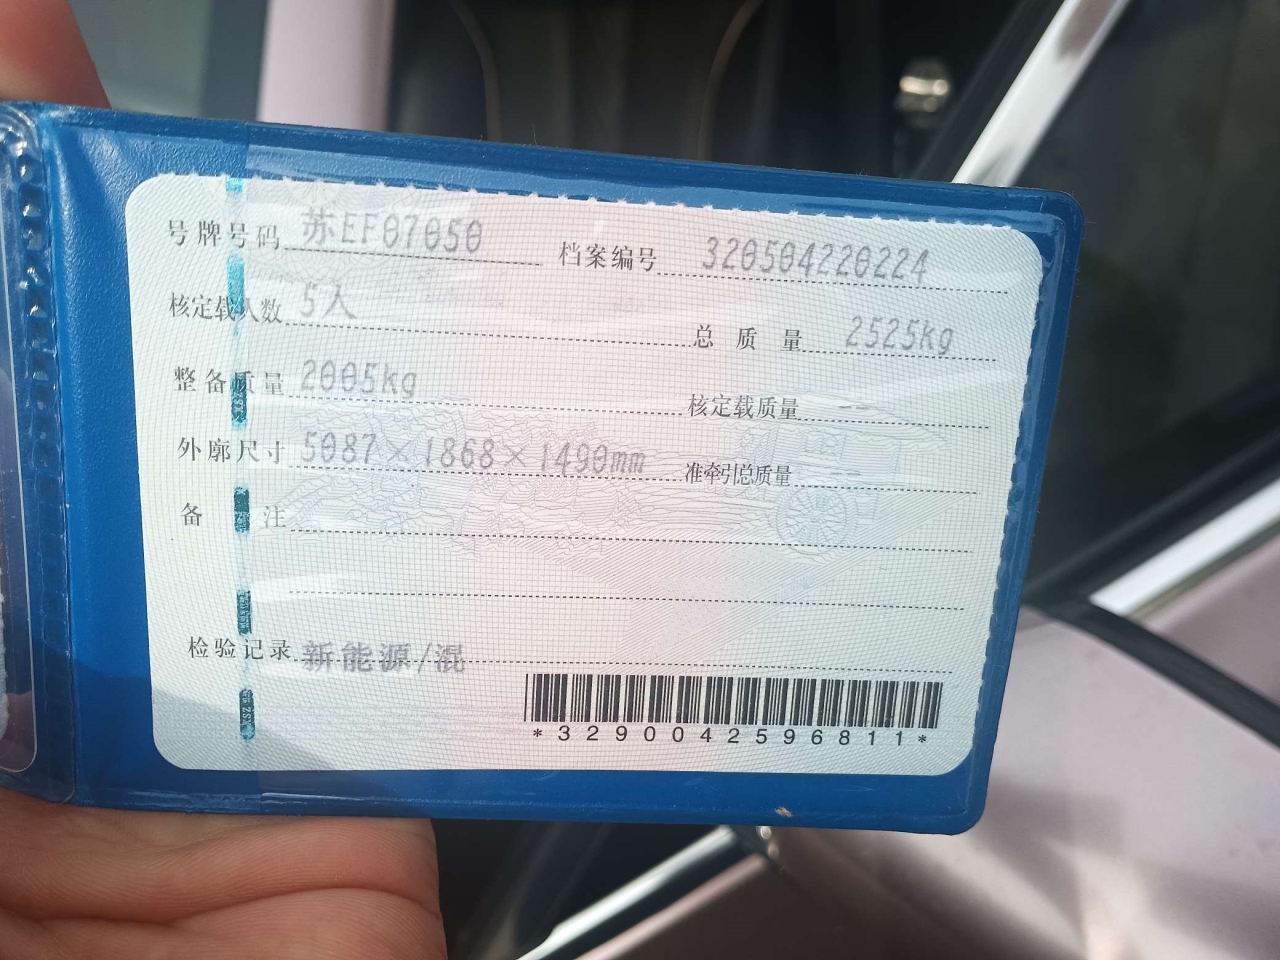 号牌号码 苏EF07050 档案编号 320504220224
核定载人数 5人 总质量 2525kg
整备质量 2005kg 核定载质量 --
外廓尺寸 5087×1868×1490mm 准牵引总质量 --
备注
检验记录 新能源/混
*3290042596811*